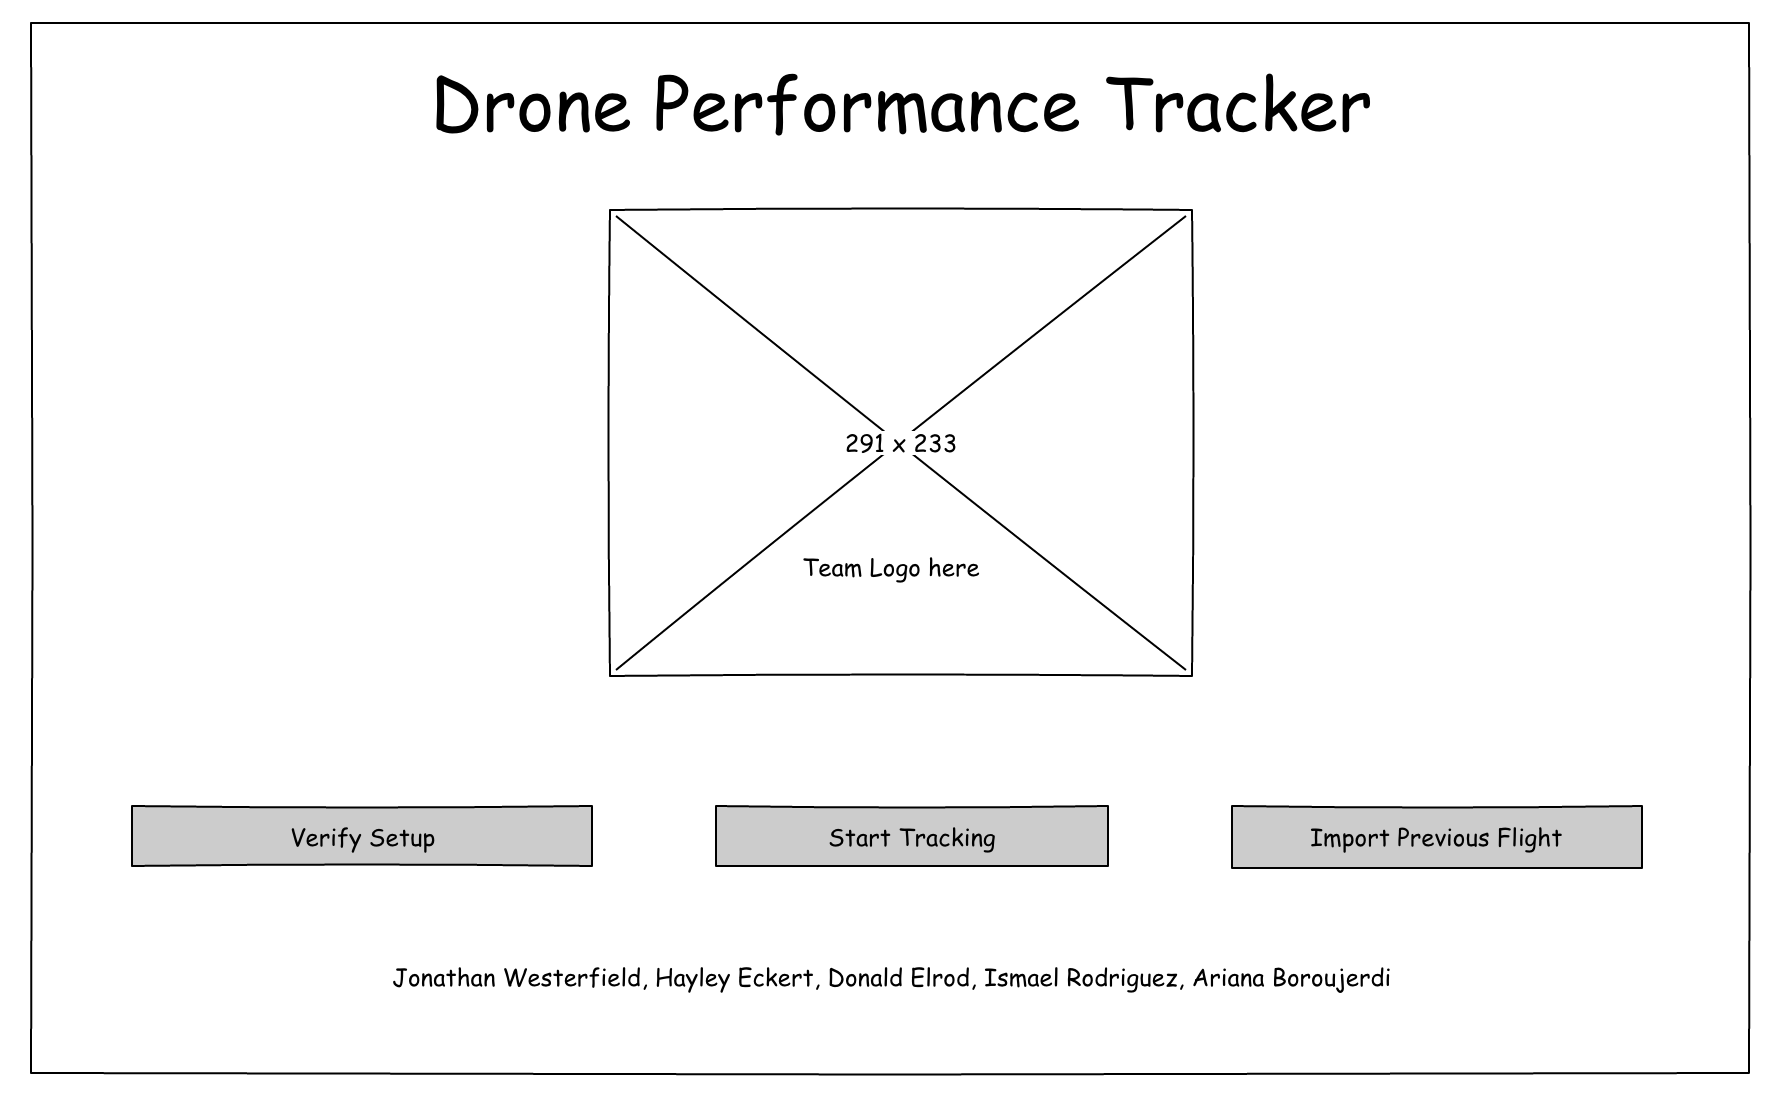 Drone Performance Tracker
291 x 233
Team Logo here
Verify Setup
Start Tracking
Import Previous Flight
Jonathan Westerfield, Hayley Eckert, Donald Elrod, Ismael Rodriguez, Ariana Boroujerdi